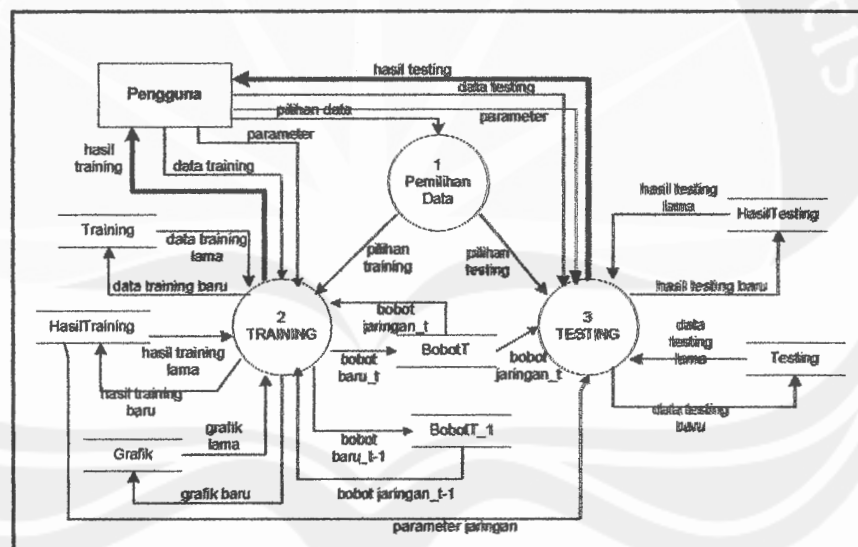 hasil testing
data testing
Pengguna
pilihan data
parameter
parameter
hasil
training
data training
1
Pemilihan
Data
hasil testing
lama
HasilTesting
Training
data training
lama
pilihan
training
pilihan
testing
data training baru
hasil testing baru
2
TRAINING
bobot
jaringan_t
3
TESTING
HasilTraining
hasil training
lama
bobot
baru_t
BobotT
bobot
jaringan_t
data
testing lama
Testing
hasil training
baru
data testing
baru
grafik
lama
bobot
baru_t-1
BobotT_1
Grafik
grafik baru
bobot jaringan_t-1
parameter jaringan